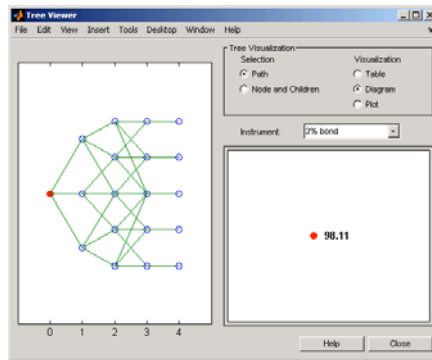 Tree Viewer
File Edit View Insert Tools Desktop Window Help
Tree Visualization
Selection
Visualization
Path
Table
Node and Children
Diagram
Plot
Instrument:
3% bond
98.11
0 1 2 3 4
Help
Close